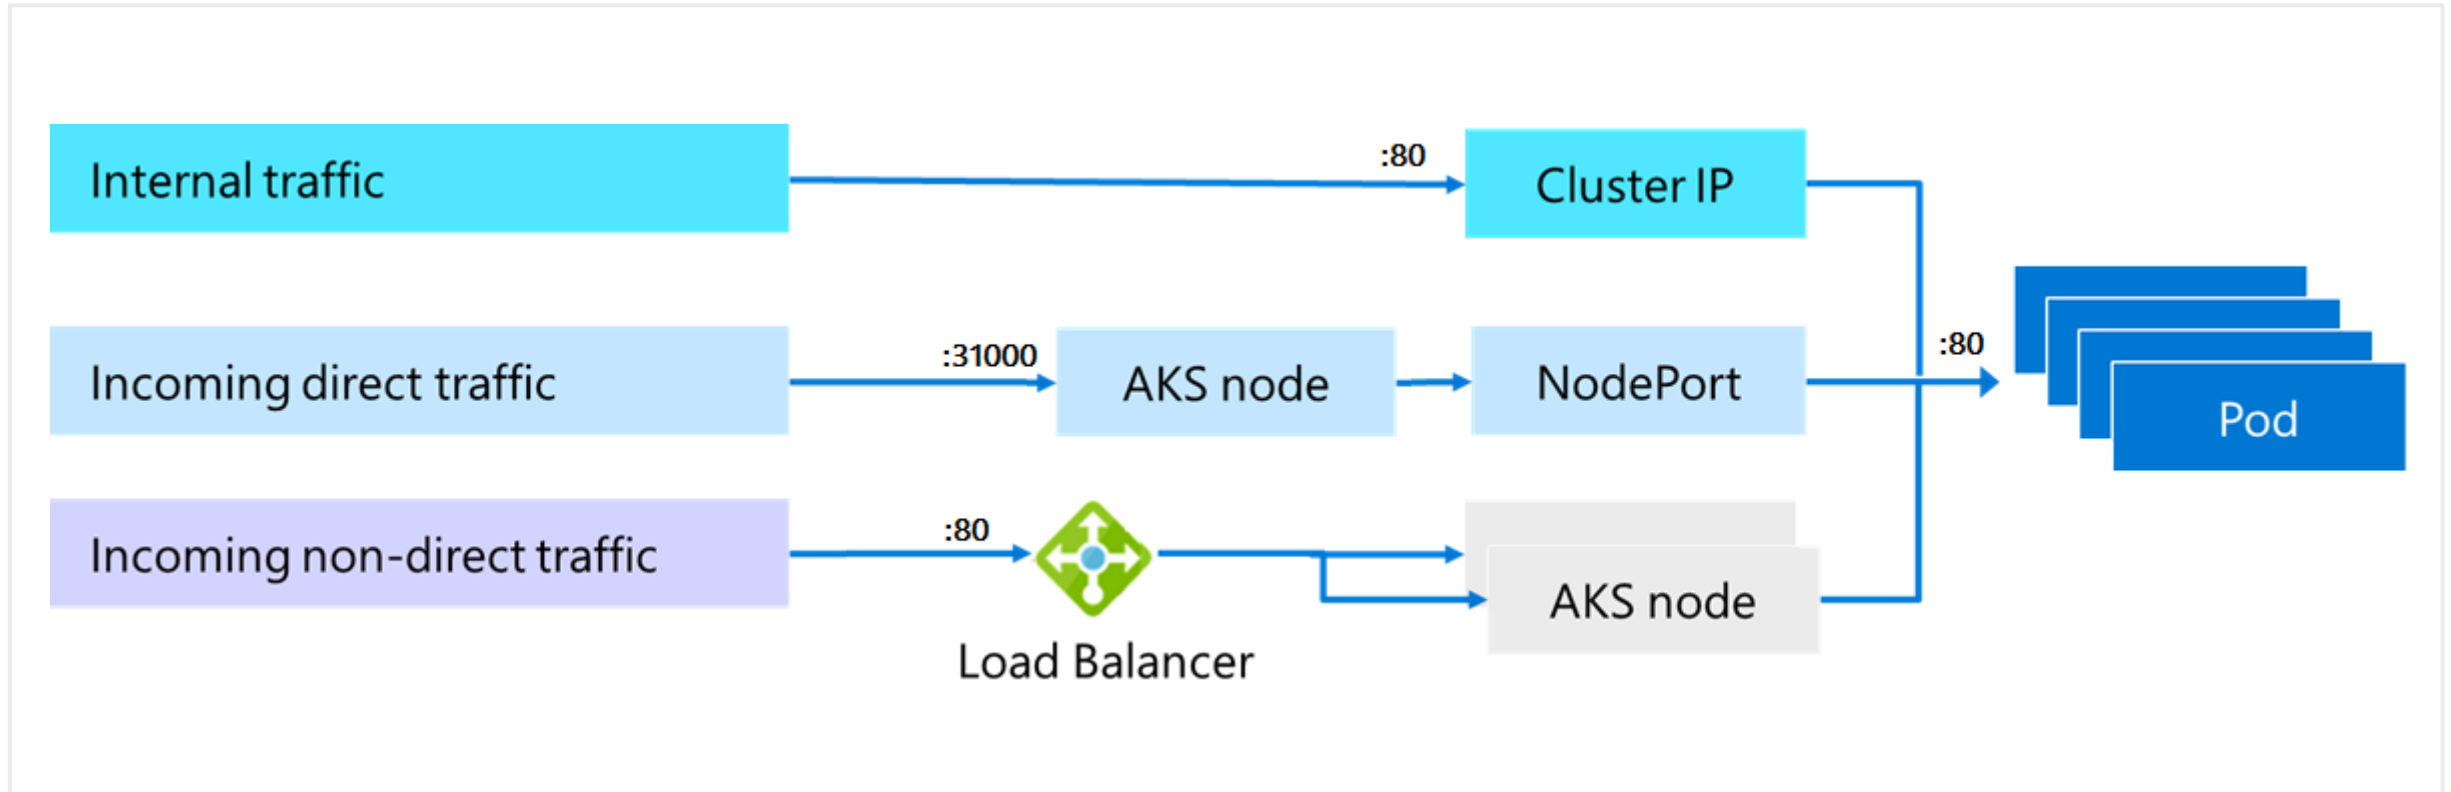 Internal traffic
:80
Cluster IP
Incoming direct traffic
:31000
AKS node
NodePort
:80
Pod
Incoming non-direct traffic
:80
Load Balancer
AKS node